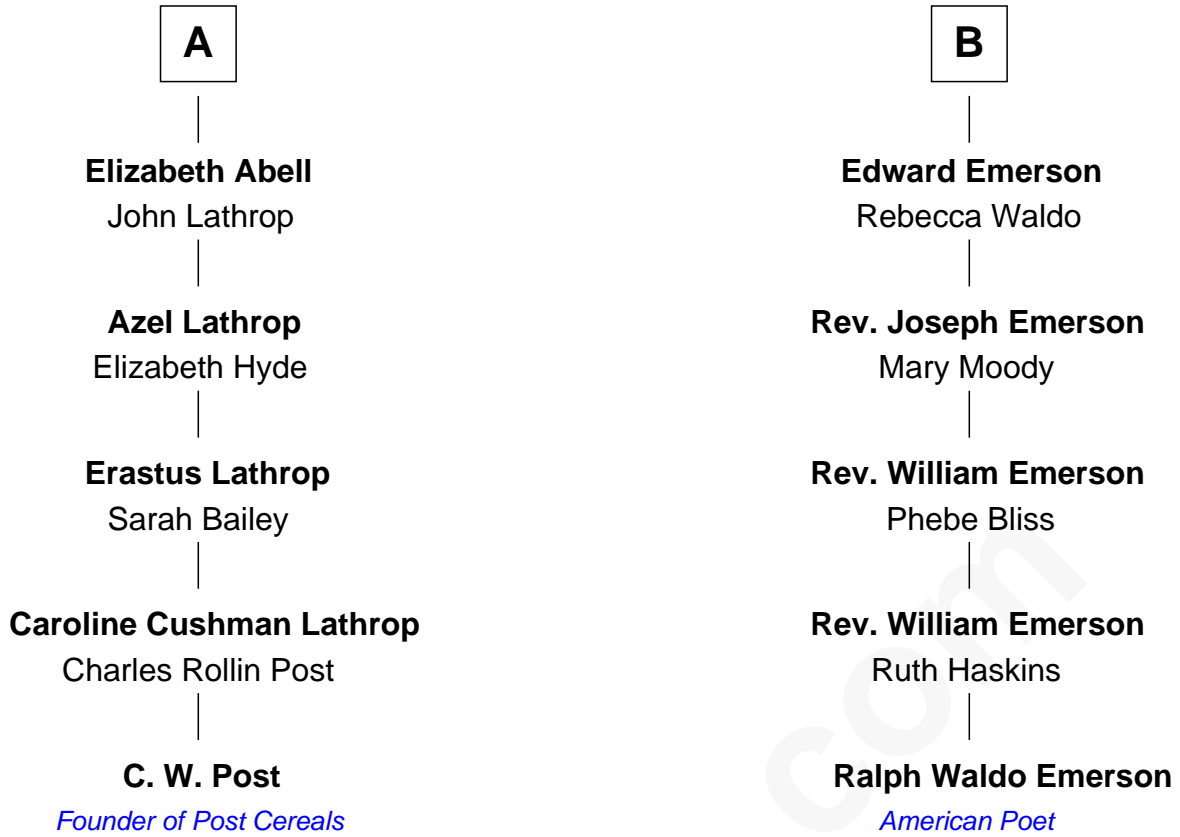 A
Elizabeth Abell
John Lathrop
Azel Lathrop
Elizabeth Hyde
Erastus Lathrop
Sarah Bailey
Caroline Cushman Lathrop
Charles Rollin Post
C. W. Post
Founder of Post Cereals
B
Edward Emerson
Rebecca Waldo
Rev. Joseph Emerson
Mary Moody
Rev. William Emerson
Phebe Bliss
Rev. William Emerson
Ruth Haskins
Ralph Waldo Emerson
American Poet
com